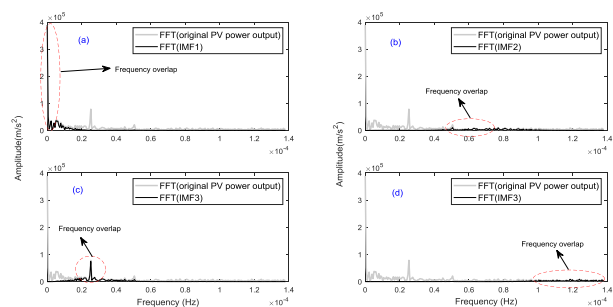 ×10⁵
4
3
2
1
0
(a)
Frequency overlap
FFT(original PV power output)
FFT(IMF1)
0 0.2 0.4 0.6 0.8 1 1.2 1.4
×10⁻⁴
Amplitude(m/s²)
(b)
Frequency overlap
FFT(original PV power output)
FFT(IMF2)
0 0.2 0.4 0.6 0.8 1 1.2 1.4
×10⁻⁴
Amplitude(m/s²)
×10⁵
4
3
2
1
0
(c)
Frequency overlap
FFT(original PV power output)
FFT(IMF3)
0 0.2 0.4 0.6 0.8 1 1.2 1.4
Frequency (Hz)
×10⁻⁴
×10⁵
4
3
2
1
0
(d)
Frequency overlap
FFT(original PV power output)
FFT(IMF3)
0 0.2 0.4 0.6 0.8 1 1.2 1.4
Frequency (Hz)
×10⁻⁴
×10⁵
4
3
2
1
0